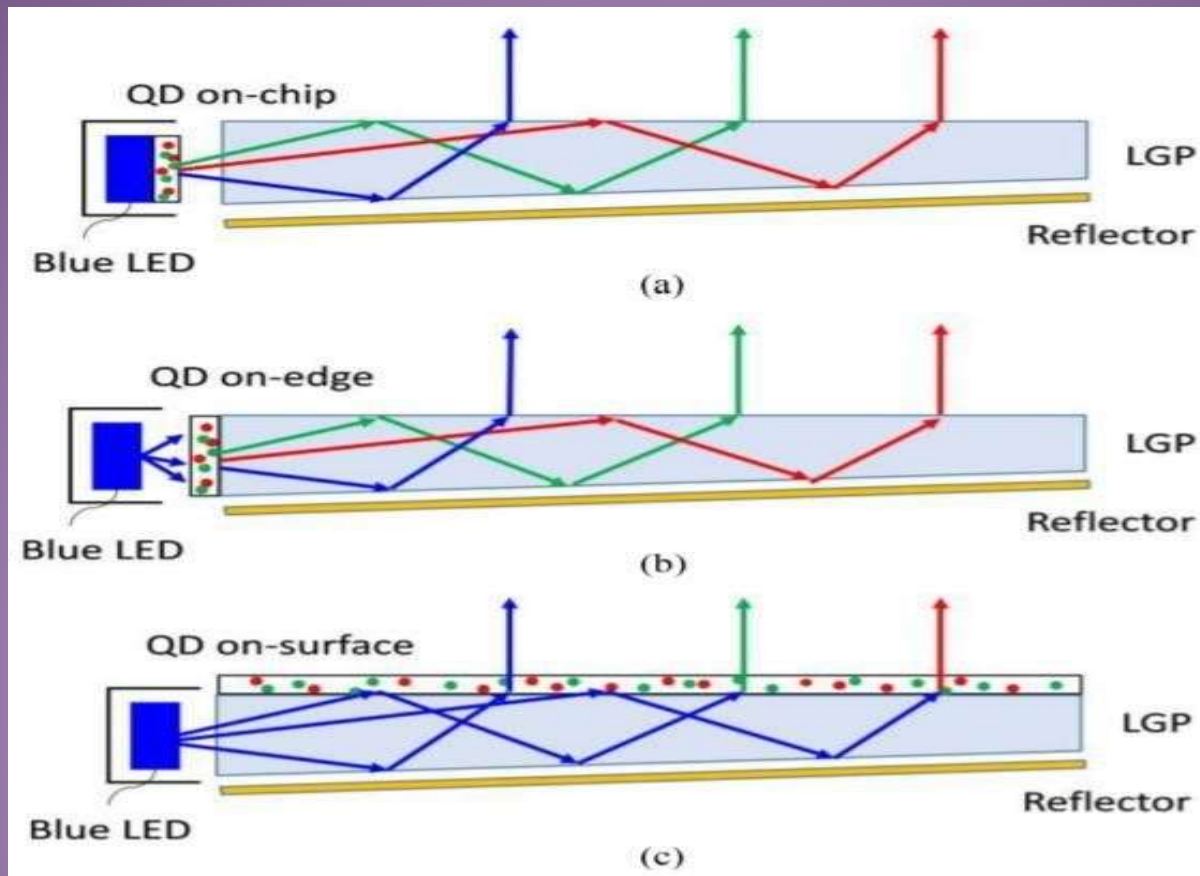 QD on-chip
LGP
Reflector
Blue LED
(a)
QD on-edge
LGP
Reflector
Blue LED
(b)
QD on-surface
LGP
Reflector
Blue LED
(c)